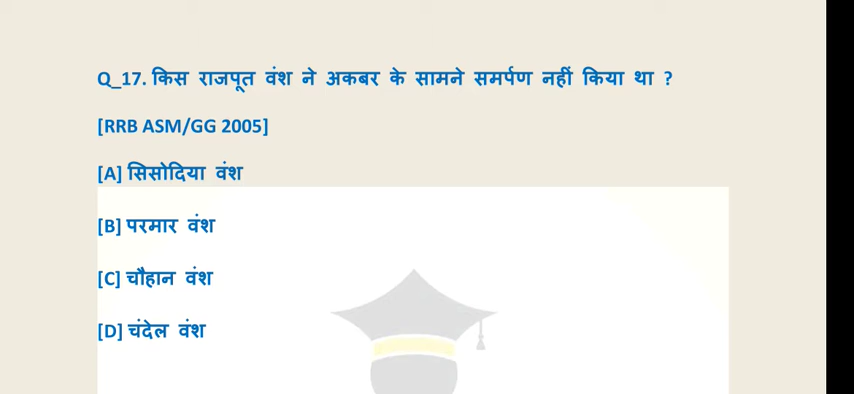 Q_17. किस राजपूत वंश ने अकबर के सामने समर्पण नहीं किया था ?
[RRB ASM/GG 2005]
[A] सिसोदिया वंश
[B] परमार वंश
[C] चौहान वंश
[D] चंदेल वंश